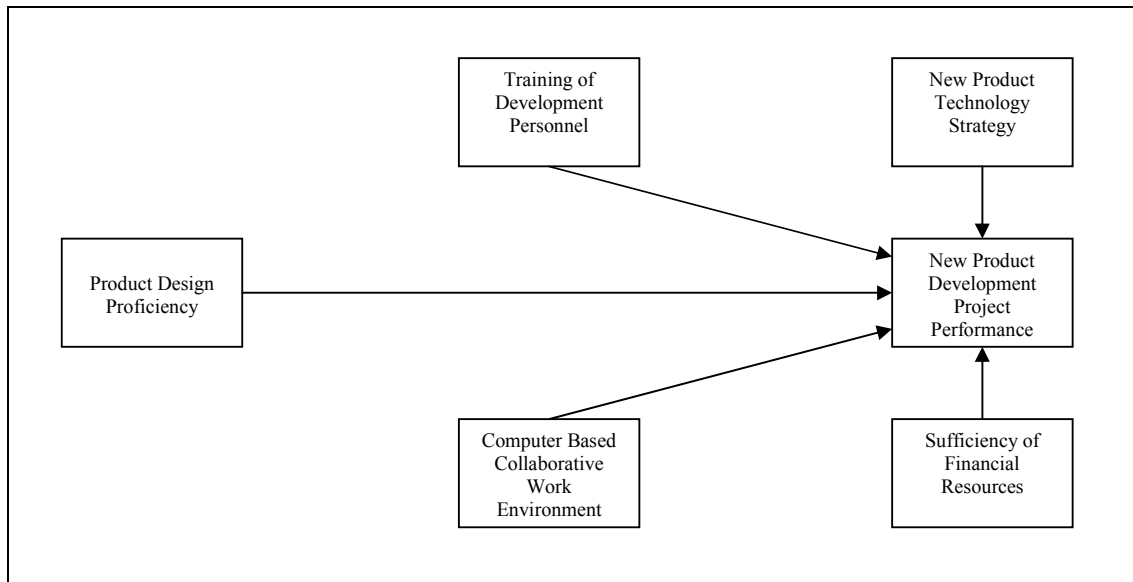 Training of
Development
Personnel
New Product
Technology
Strategy
Product Design
Proficiency
New Product
Development
Project
Performance
Computer Based
Collaborative
Work
Environment
Sufficiency of
Financial
Resources